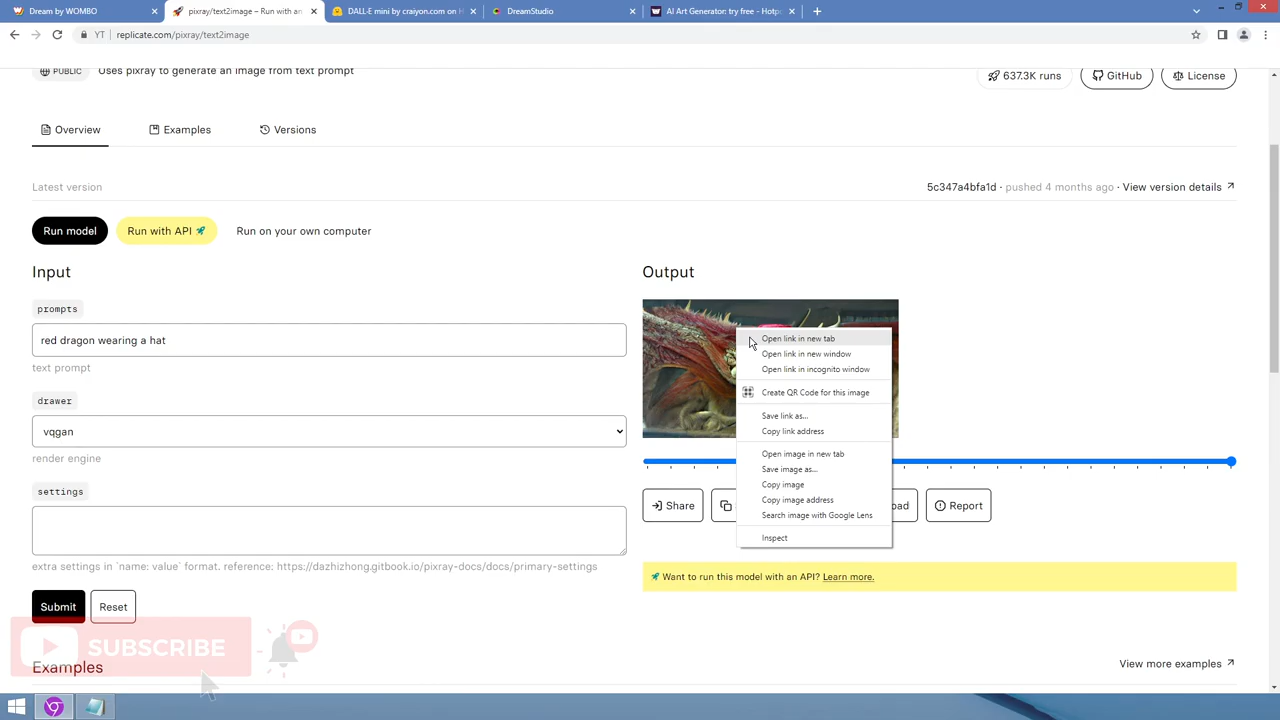 Dream by WOMBO
pixray/text2image – Run with an
DALL-E mini by craiyon.com on H
DreamStudio
AI Art Generator: try free - Hotp
YT
replicate.com/pixray/text2image
PUBLIC
Uses pixray to generate an image from text prompt
637.3K runs
GitHub
License
Overview
Examples
Versions
Latest version
5c347a4bfa1d · pushed 4 months ago · View version details
Run model
Run with API
Run on your own computer
Input
Output
prompts
red dragon wearing a hat
text prompt
drawer
vqgan
render engine
settings
extra settings in `name: value` format. reference: https://dazhizhong.gitbook.io/pixray-docs/docs/primary-settings
Submit
Reset
Open link in new tab
Open link in new window
Open link in incognito window
Create QR Code for this image
Save link as...
Copy link address
Open image in new tab
Save image as...
Copy image
Copy image address
Search image with Google Lens
Inspect
Share
Report
Want to run this model with an API? Learn more.
SUBSCRIBE
Examples
View more examples